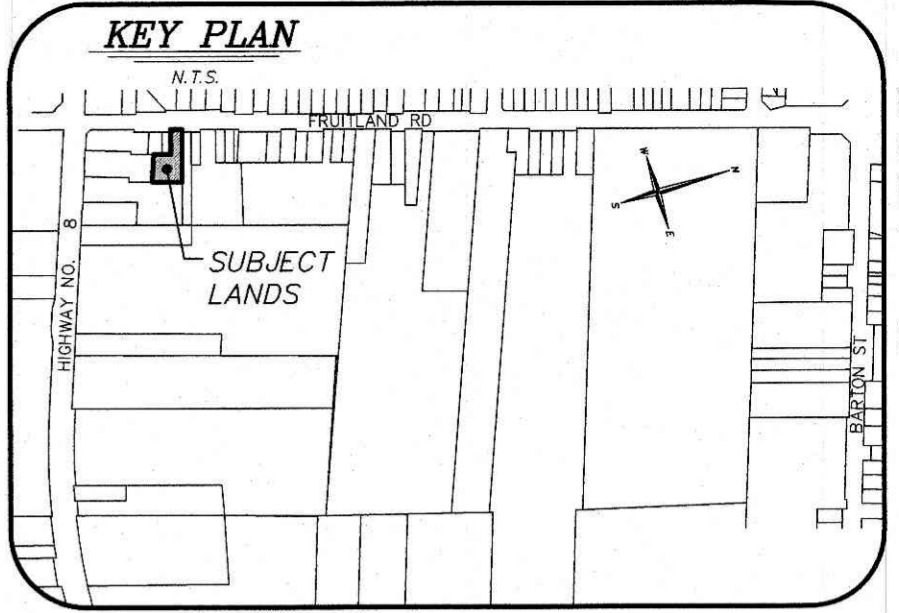 KEY PLAN
N.T.S.
FRUITLAND RD
W
N
S
E
HIGHWAY NO. 8
SUBJECT
LANDS
BARTON ST